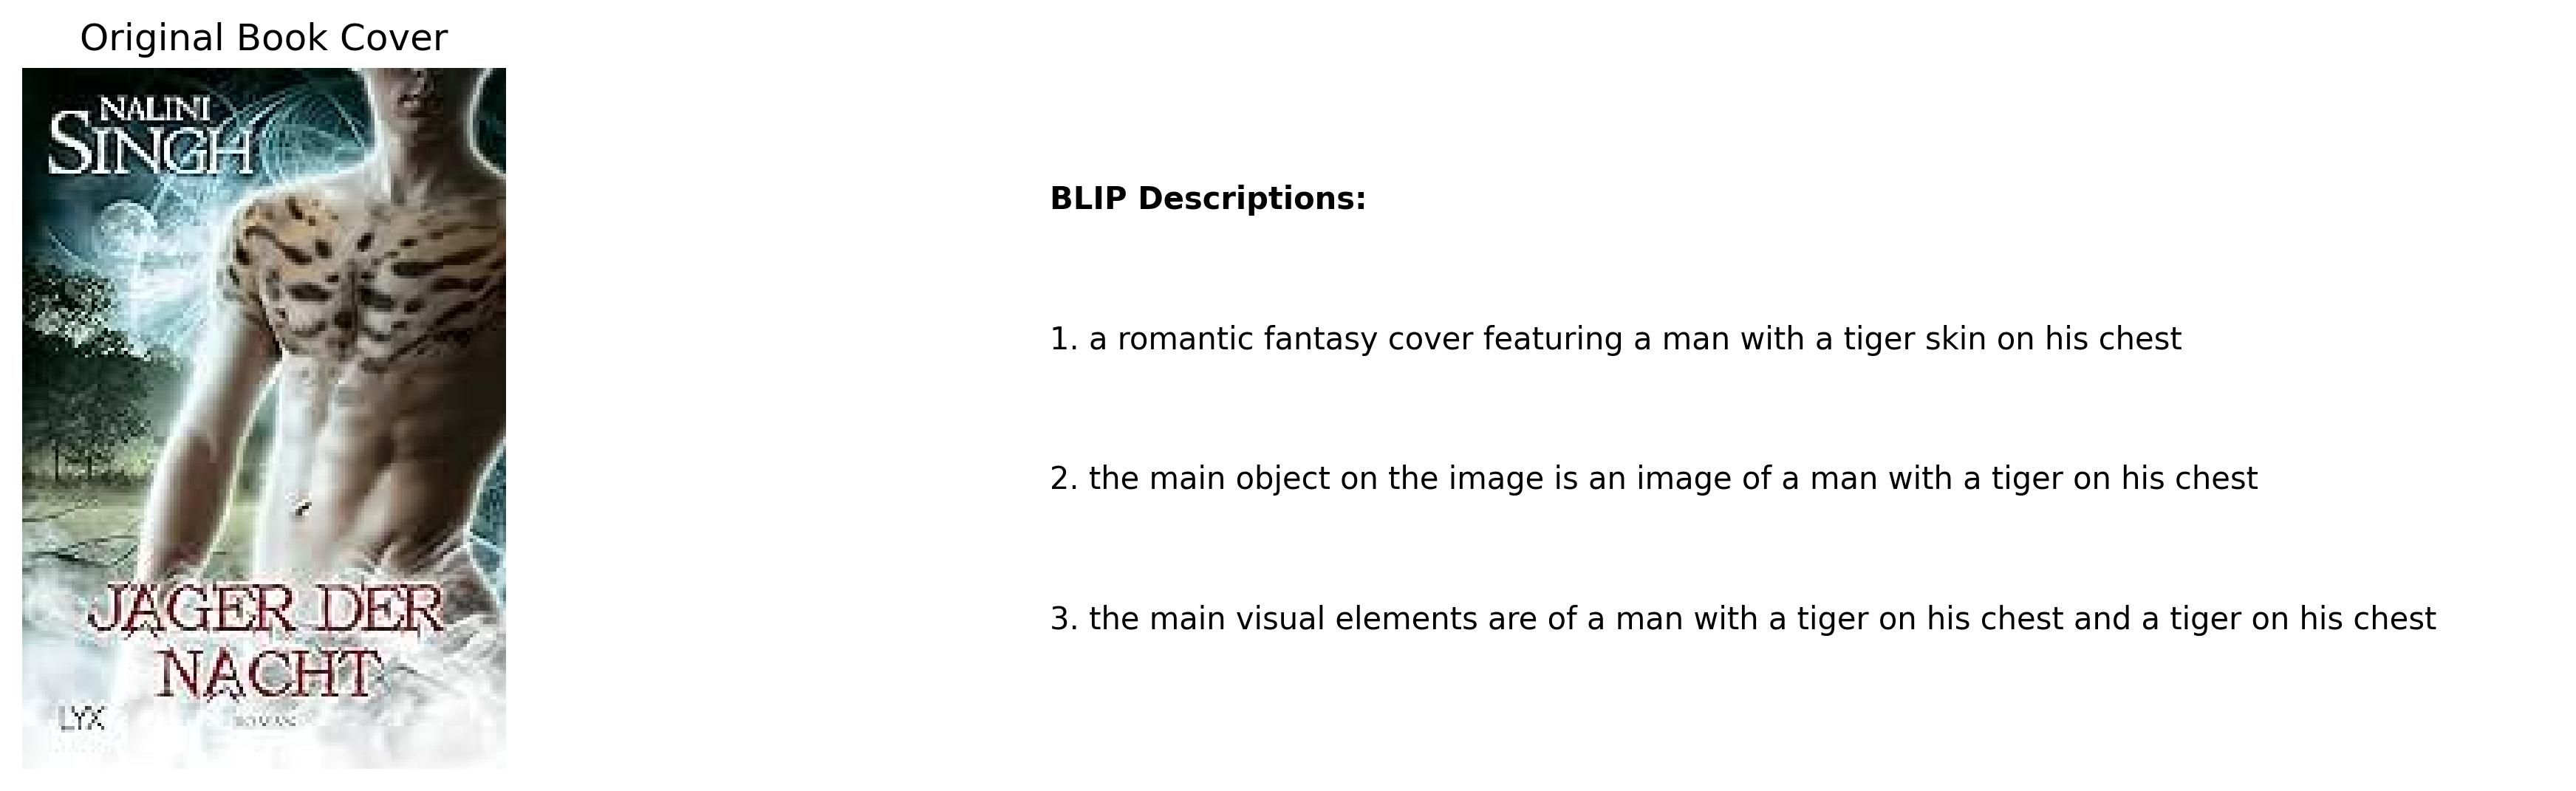 Original Book Cover
NALINI
SINGH
JÄGER DER
NACHT
LYX
ROMAN
BLIP Descriptions:
1. a romantic fantasy cover featuring a man with a tiger skin on his chest
2. the main object on the image is an image of a man with a tiger on his chest
3. the main visual elements are of a man with a tiger on his chest and a tiger on his chest